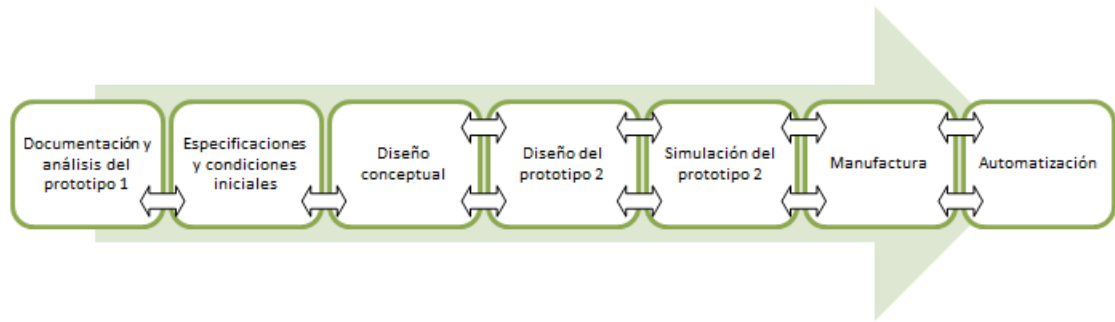 Documentación y
análisis del
prototipo 1
Especificaciones
y condiciones
iniciales
Diseño
conceptual
Diseño del
prototipo 2
Simulación del
prototipo 2
Manufactura
Automatización